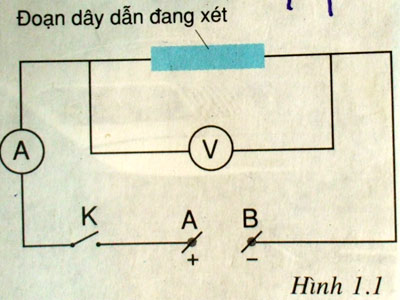 Đoạn dây dẫn đang xét
A
V
K
A
B
+
–
Hình 1.1